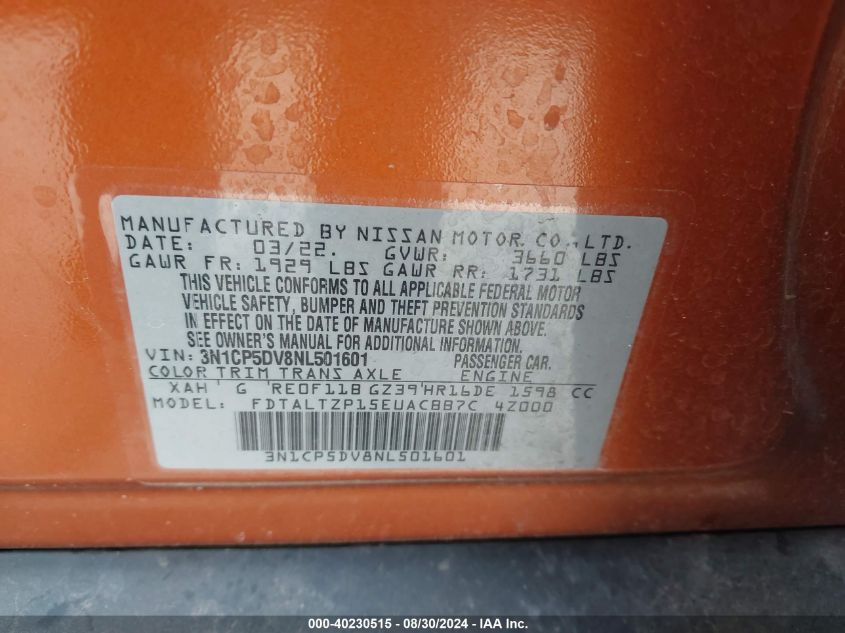 MANUFACTURED BY NISSAN MOTOR CO., LTD.
DATE: 03/22. GVWR: 3660 LBS
GAWR FR: 1929 LBS GAWR RR: 1731 LBS
THIS VEHICLE CONFORMS TO ALL APPLICABLE FEDERAL MOTOR
VEHICLE SAFETY, BUMPER AND THEFT PREVENTION STANDARDS
IN EFFECT ON THE DATE OF MANUFACTURE SHOWN ABOVE.
SEE OWNER'S MANUAL FOR ADDITIONAL INFORMATION.
VIN: 3N1CP5DV8NL501601 PASSENGER CAR.
COLOR TRIM TRANS AXLE ENGINE
XAH G RE0F11B GZ39 HR16DE 1598 CC
MODEL: FDTALTZP15EUACBB7C 4Z000
3N1CP5DV8NL501601
000-40230515 - 08/30/2024 - IAA Inc.